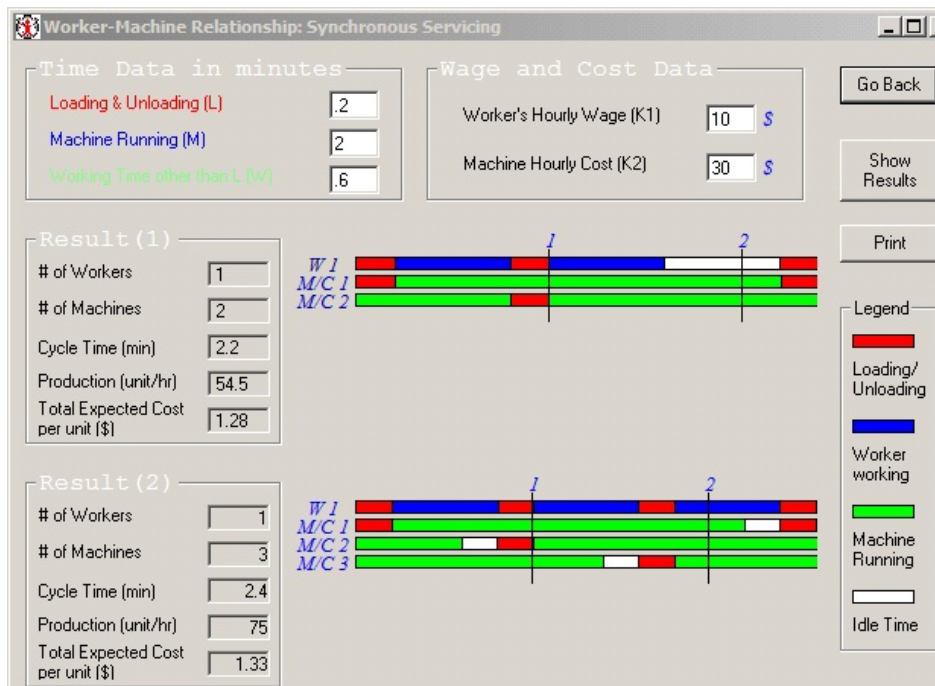 Worker-Machine Relationship: Synchronous Servicing
Time Data in minutes
Loading & Unloading (L)
.2
Machine Running (M)
2
Working Time other than L (W)
.6
Wage and Cost Data
Worker's Hourly Wage (K1)
10 $
Machine Hourly Cost (K2)
30 $
Go Back
Show
Results
Print
Result(1)
# of Workers
1
# of Machines
2
Cycle Time (min)
2.2
Production (unit/hr)
54.5
Total Expected Cost
per unit ($)
1.28
1 2
W 1
M/C 1
M/C 2
Legend
Loading/
Unloading
Worker
working
Machine
Running
Idle Time
Result(2)
# of Workers
1
# of Machines
3
Cycle Time (min)
2.4
Production (unit/hr)
75
Total Expected Cost
per unit ($)
1.33
1 2
W 1
M/C 1
M/C 2
M/C 3